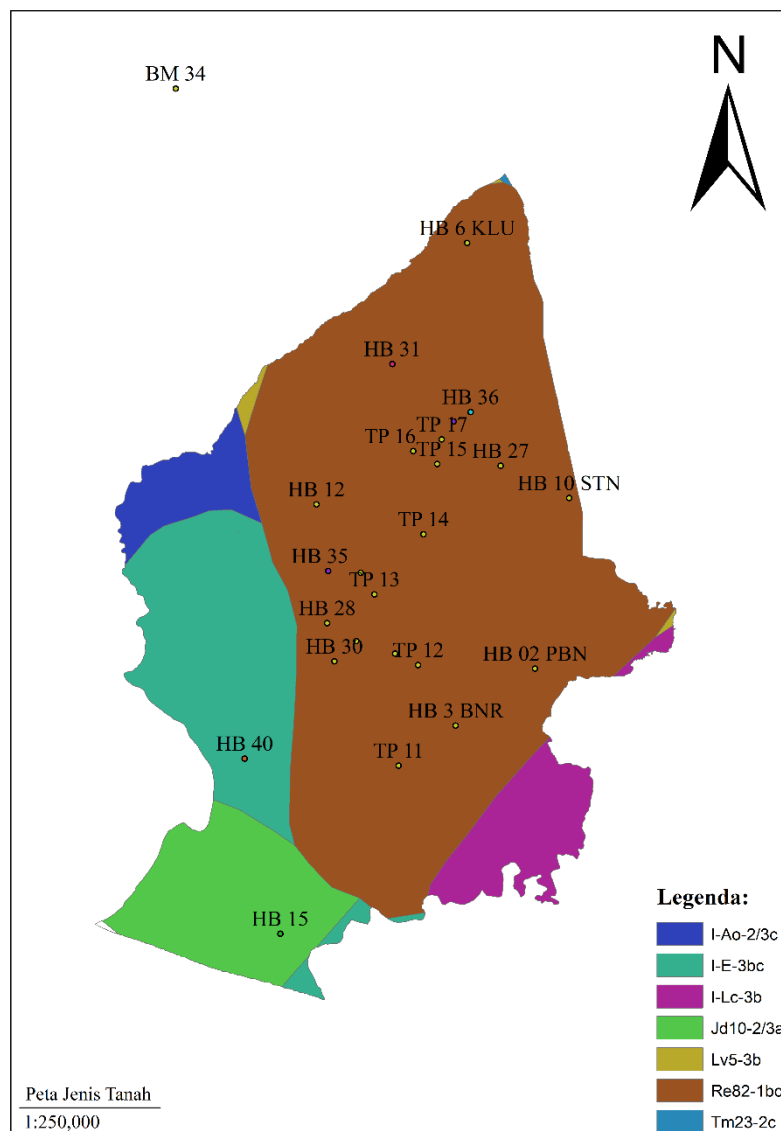 N
BM 34
HB 6 KLU
HB 31
HB 36
TP 17
TP 16
TP 15
HB 27
HB 10 STN
HB 12
TP 14
HB 35
TP 13
HB 28
HB 30
TP 12
HB 02 PBN
HB 3 BNR
HB 40
TP 11
HB 15
Legenda:
I-Ao-2/3c
I-E-3bc
I-Lc-3b
Jd10-2/3a
Lv5-3b
Re82-1bc
Tm23-2c
Peta Jenis Tanah
1:250,000